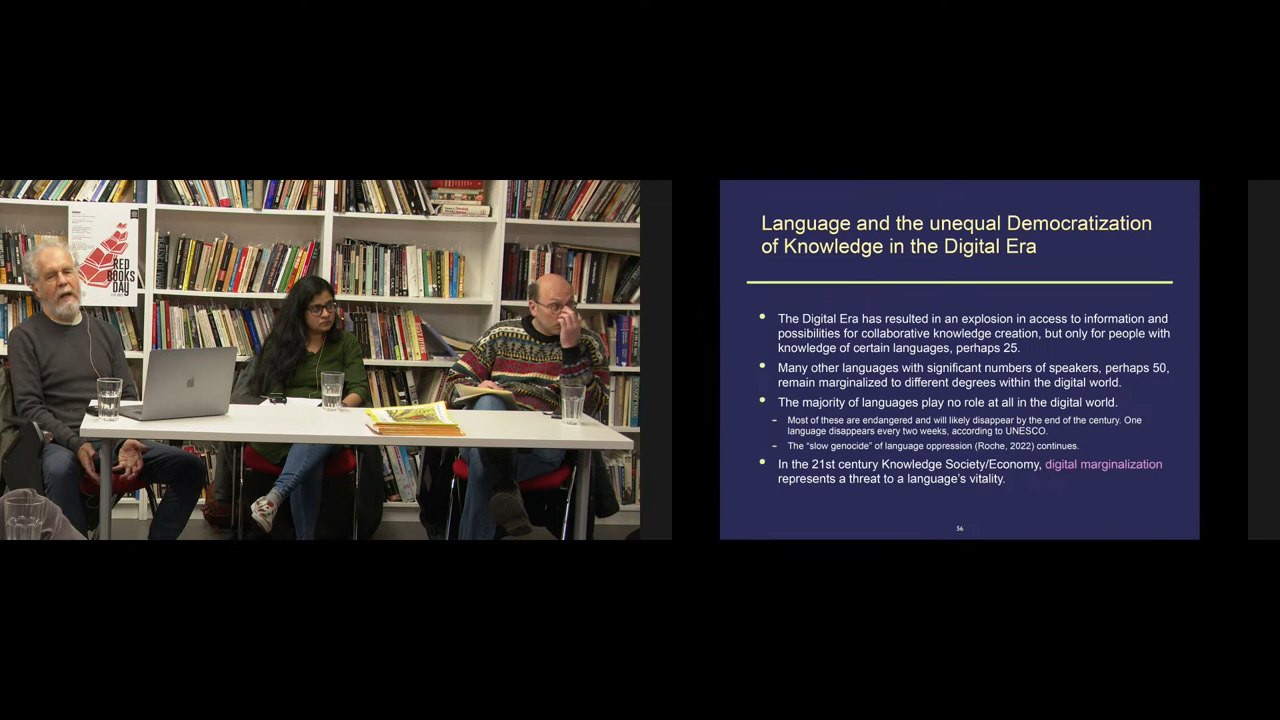 RED
BOOKS
DAY
Language and the unequal Democratization
of Knowledge in the Digital Era
• The Digital Era has resulted in an explosion in access to information and
possibilities for collaborative knowledge creation, but only for people with
knowledge of certain languages, perhaps 25.
• Many other languages with significant numbers of speakers, perhaps 50,
remain marginalized to different degrees within the digital world.
• The majority of languages play no role at all in the digital world.
– Most of these are endangered and will likely disappear by the end of the century. One
language disappears every two weeks, according to UNESCO.
– The “slow genocide” of language oppression (Roche, 2022) continues.
• In the 21st century Knowledge Society/Economy, digital marginalization
represents a threat to a language’s vitality.
56